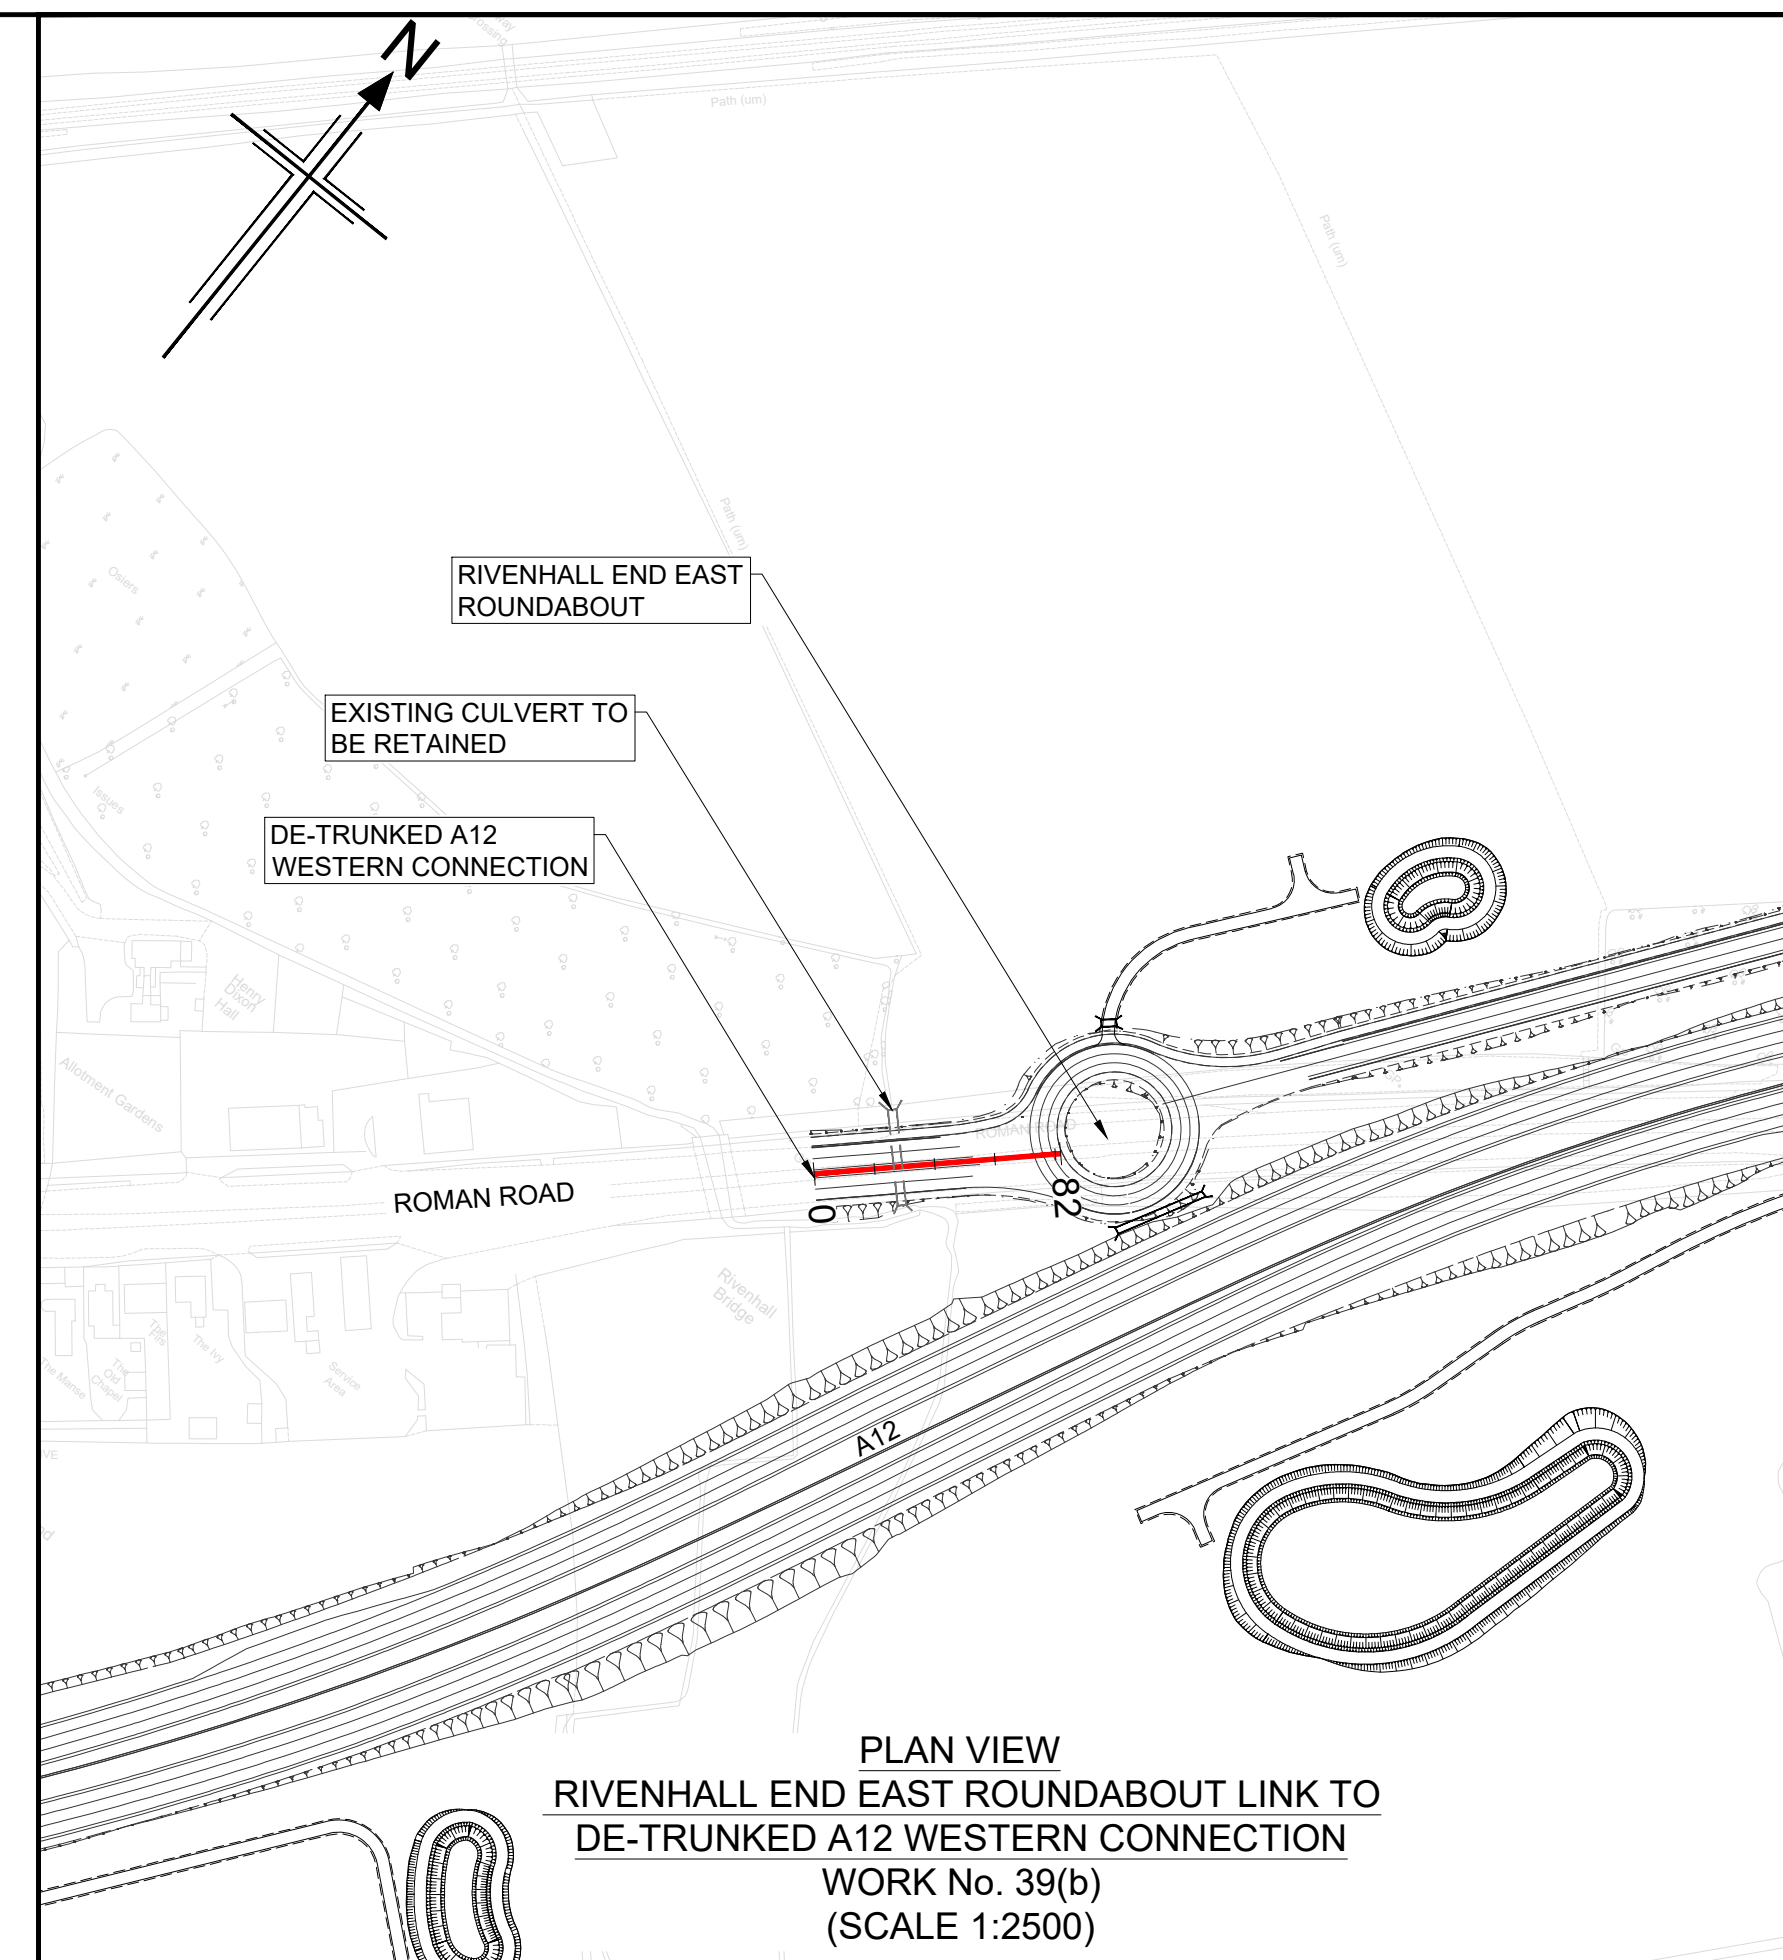 N
Path (um)
Path (um)
Path (um)
RIVENHALL END EAST
ROUNDABOUT
Osiers
EXISTING CULVERT TO
BE RETAINED
Issues
DE-TRUNKED A12
WESTERN CONNECTION
Henry
Dixon
Hall
Allotment Gardens
ROMAN ROAD
ROMAN ROAD
0
82
Rivenhall
Bridge
The Ivy
The Manse
The
Old
Chapel
Service
Area
A12
PLAN VIEW
RIVENHALL END EAST ROUNDABOUT LINK TO
DE-TRUNKED A12 WESTERN CONNECTION
WORK No. 39(b)
(SCALE 1:2500)